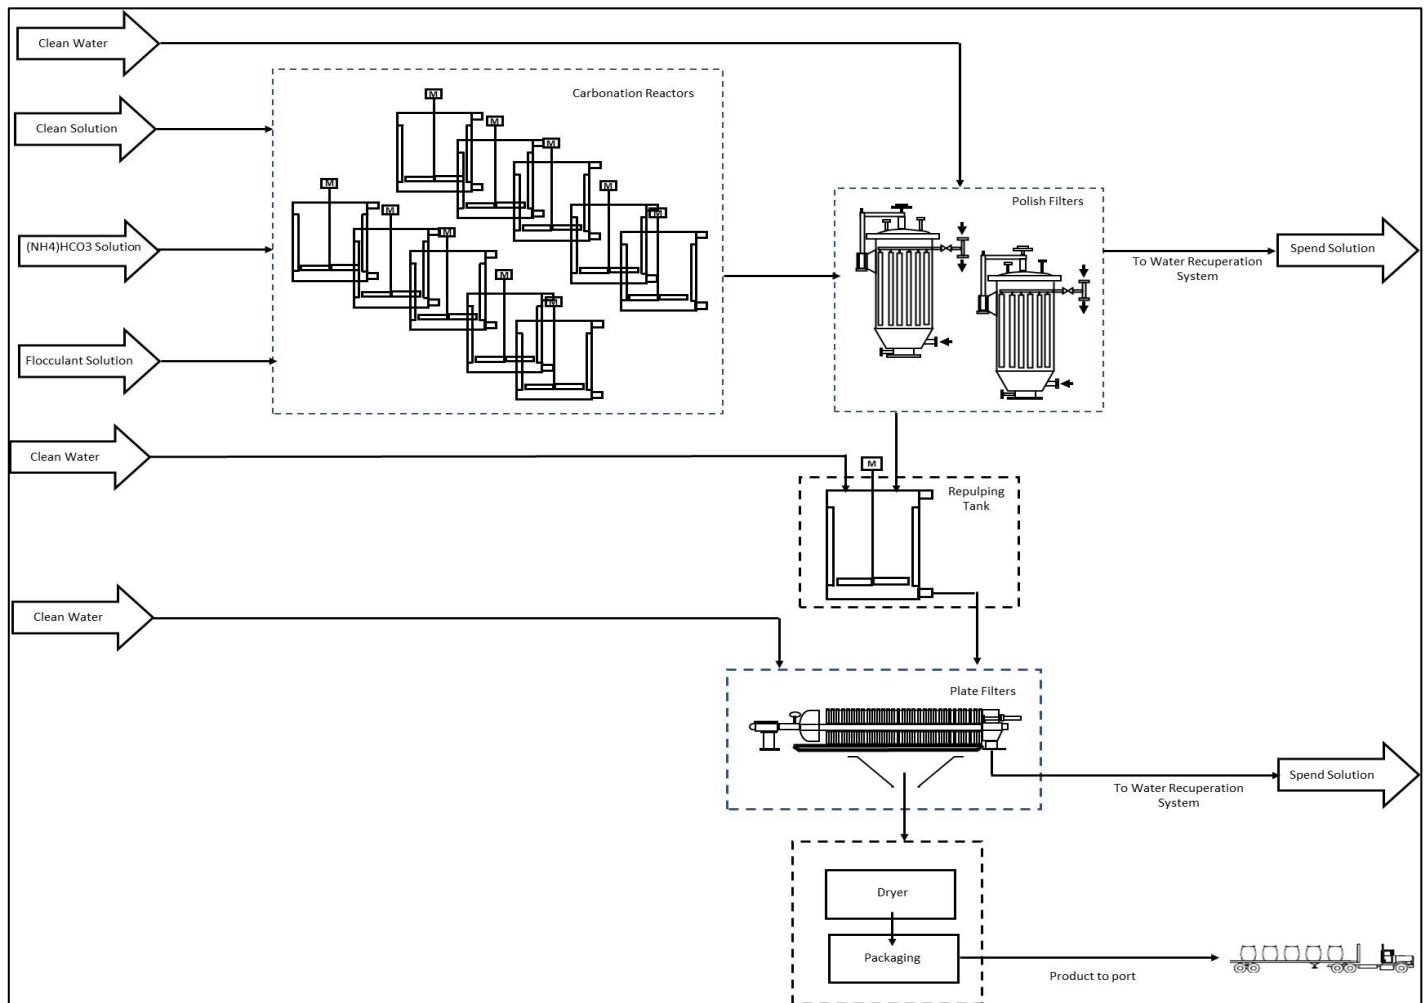 Clean Water
Carbonation Reactors
M
M
Clean Solution
M
M
M
Polish Filters
M
M
M
(NH4)HCO3 Solution
Spend Solution
To Water Recuperation
System
M
M
Flocculant Solution
Clean Water
M
Repulping
Tank
Clean Water
Plate Filters
Spend Solution
To Water Recuperation
System
Dryer
Packaging
Product to port